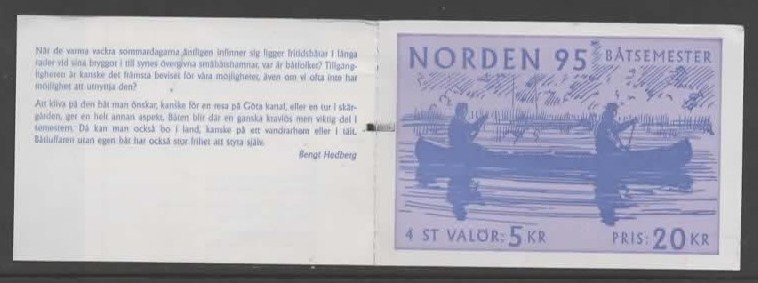 När de varma vackra sommardagarna äntligen infinner sig ligger fritidsbåtar i långa
rader vid sina bryggor i till synes övergivna småbåtshamnar, var är båtfolket? Tillgäng-
ligheten är kanske det främsta beviset för våra möjligheter, även om vi ofta inte har
möjlighet att utnyttja den?
Att kliva på den båt man önskar, kanske för en resa på Göta kanal, eller en tur i skär-
gården, ger en helt annan aspekt. Båten blir där en ganska kravlös men viktig del i
semestern. Då kan man också bo i land, kanske på ett vandrarhem eller i tält.
Båtluffaren utan egen båt har också stor frihet att styra själv.
Bengt Hedberg
NORDEN 95 BÅTSEMESTER
4 ST VALÖR: 5 KR PRIS: 20 KR